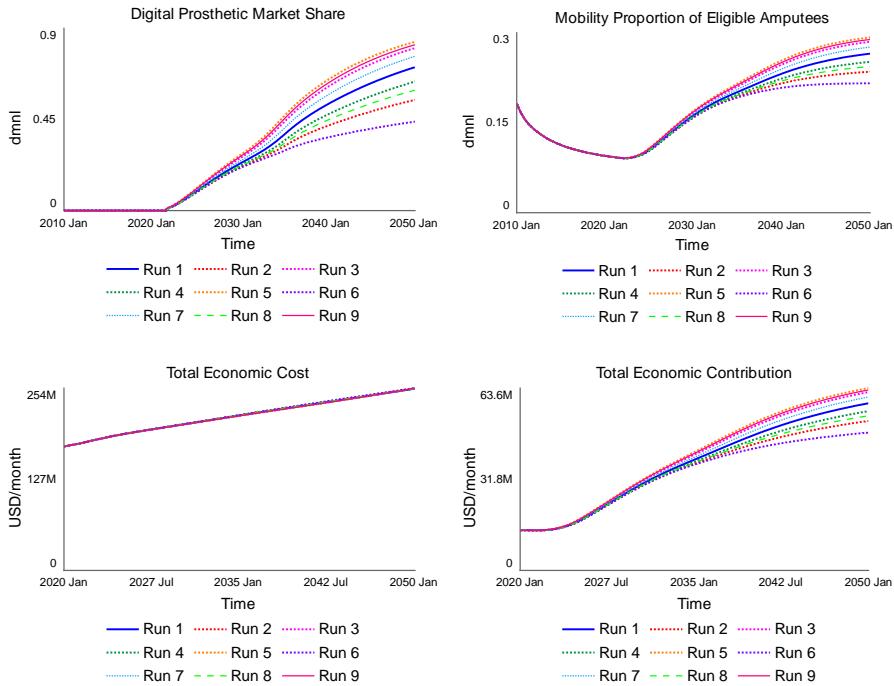 Digital Prosthetic Market Share
0.9
0.45
0
dmnl
2010 Jan 2020 Jan 2030 Jan 2040 Jan 2050 Jan
Time
Run 1 Run 2 Run 3
Run 4 Run 5 Run 6
Run 7 Run 8 Run 9
Mobility Proportion of Eligible Amputees
0.3
0.15
0
dmnl
2010 Jan 2020 Jan 2030 Jan 2040 Jan 2050 Jan
Time
Run 1 Run 2 Run 3
Run 4 Run 5 Run 6
Run 7 Run 8 Run 9
Total Economic Cost
254M
127M
0
USD/month
2020 Jan 2027 Jul 2035 Jan 2042 Jul 2050 Jan
Time
Run 1 Run 2 Run 3
Run 4 Run 5 Run 6
Run 7 Run 8 Run 9
Total Economic Contribution
63.6M
31.8M
0
USD/month
2020 Jan 2027 Jul 2035 Jan 2042 Jul 2050 Jan
Time
Run 1 Run 2 Run 3
Run 4 Run 5 Run 6
Run 7 Run 8 Run 9